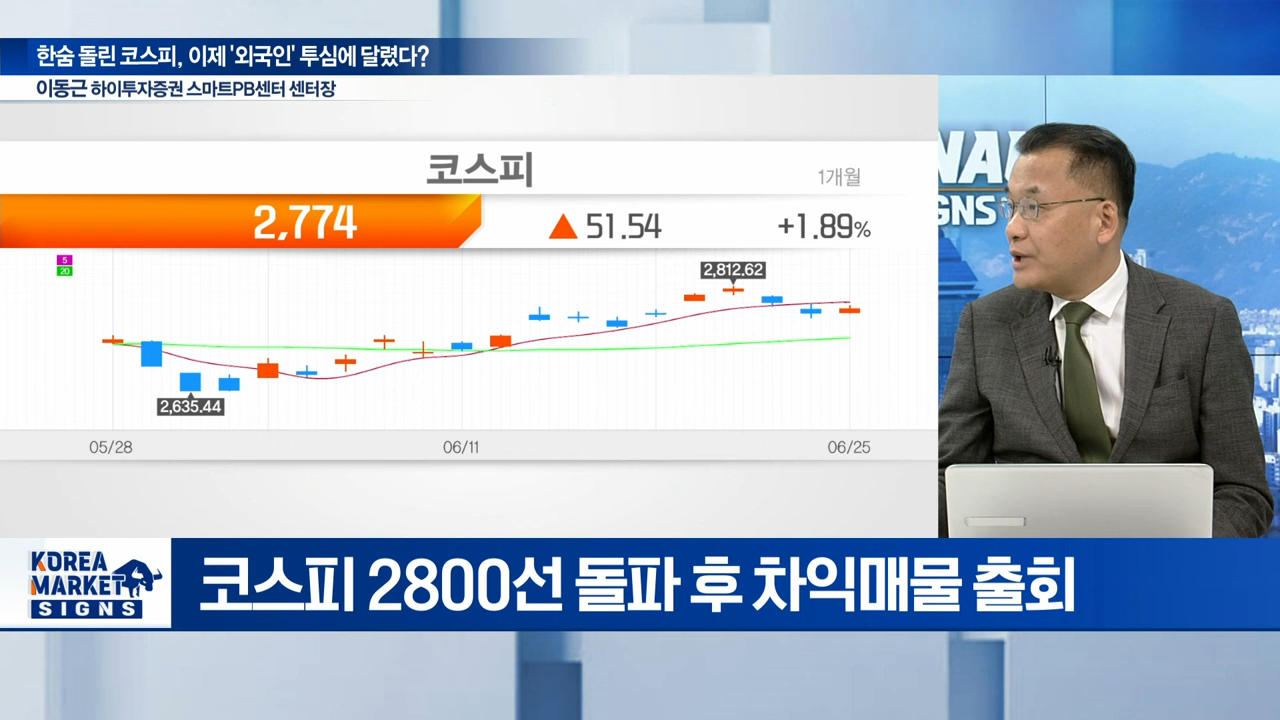 한숨 돌린 코스피, 이제 '외국인' 투심에 달렸다?
이동근 하이투자증권 스마트PB센터 센터장
코스피
1개월
2,774
▲ 51.54
+1.89%
5
20
2,812.62
2,635.44
05/28
06/11
06/25
GNS
KOREA
MARKET
SIGNS
코스피 2800선 돌파 후 차익매물 출회